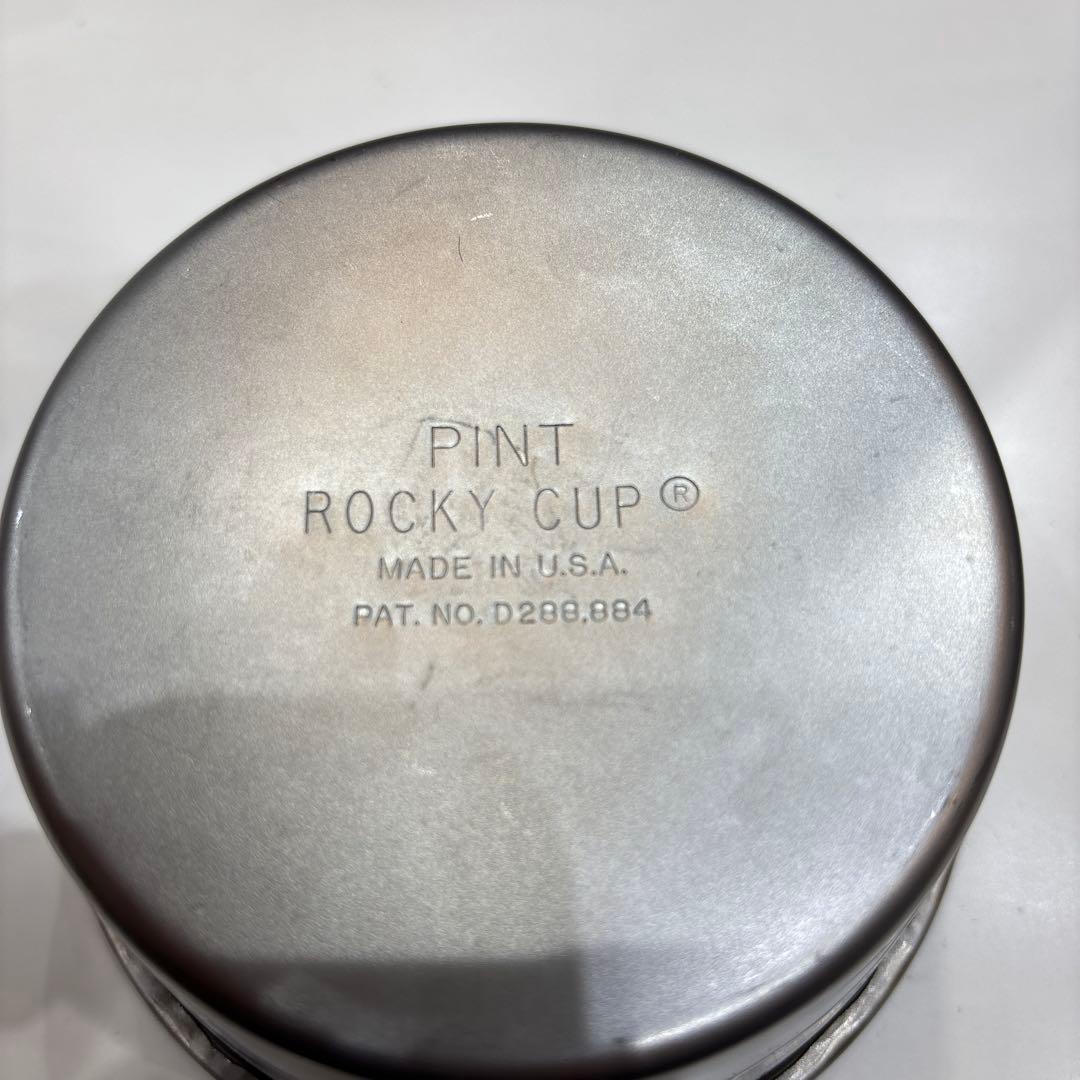 PINT
ROCKY CUP ®
MADE IN U.S.A.
PAT. NO. D288,884